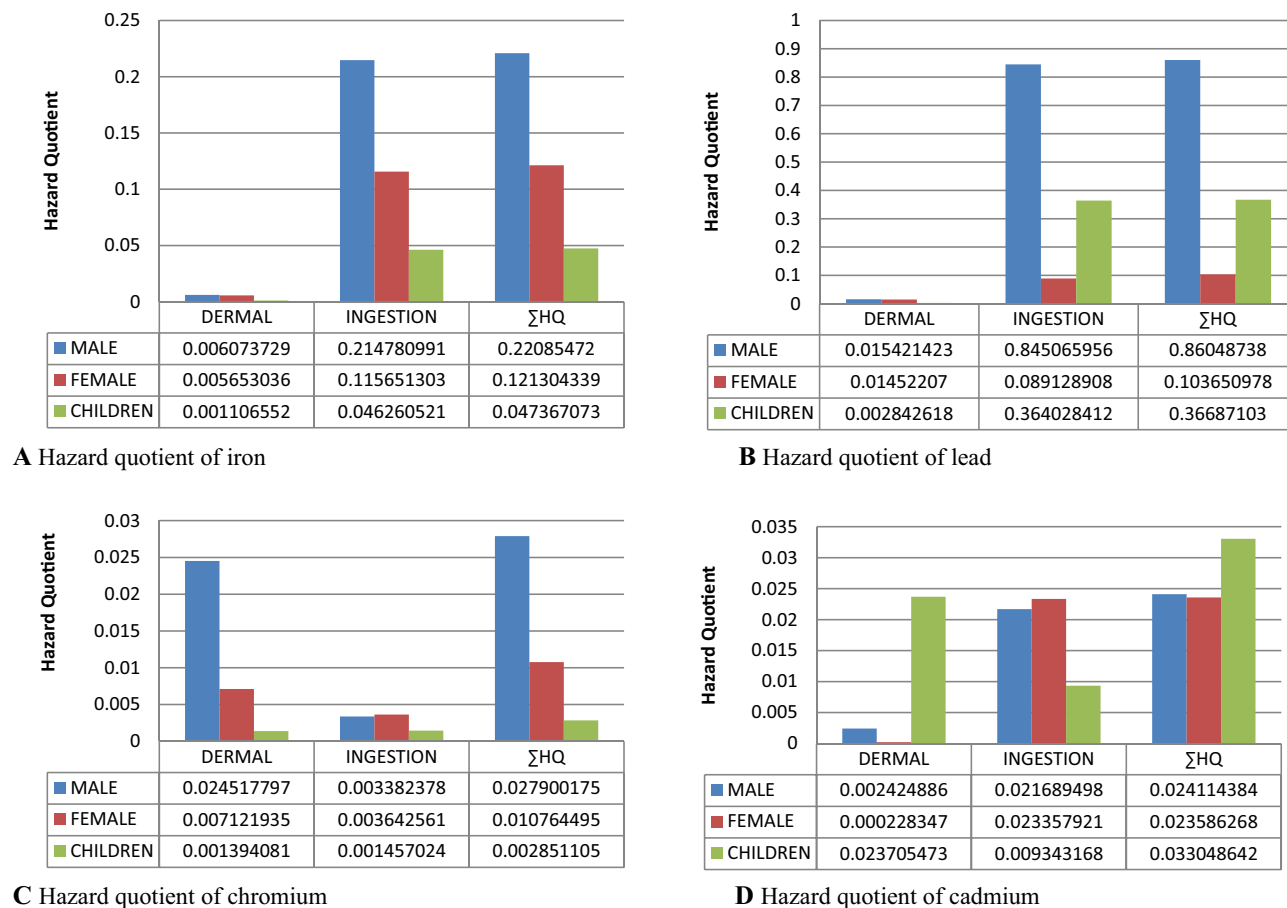 0.25
0.2
0.15
0.1
0.05
0
Hazard Quotient
DERMAL INGESTION ∑HQ
MALE 0.006073729 0.214780991 0.22085472
FEMALE 0.005653036 0.115651303 0.121304339
CHILDREN 0.001106552 0.046260521 0.047367073
A Hazard quotient of iron
1
0.9
0.8
0.7
0.6
0.5
0.4
0.3
0.2
0.1
0
Hazard Quotient
DERMAL INGESTION ∑HQ
MALE 0.015421423 0.845065956 0.86048738
FEMALE 0.01452207 0.089128908 0.103650978
CHILDREN 0.002842618 0.364028412 0.36687103
B Hazard quotient of lead
0.03
0.025
0.02
0.015
0.01
0.005
0
Hazard Quotient
DERMAL INGESTION ∑HQ
MALE 0.024517797 0.003382378 0.027900175
FEMALE 0.007121935 0.003642561 0.010764495
CHILDREN 0.001394081 0.001457024 0.002851105
C Hazard quotient of chromium
0.035
0.03
0.025
0.02
0.015
0.01
0.005
0
Hazard Quotient
DERMAL INGESTION ∑HQ
MALE 0.002424886 0.021689498 0.024114384
FEMALE 0.000228347 0.023357921 0.023586268
CHILDREN 0.023705473 0.009343168 0.033048642
D Hazard quotient of cadmium